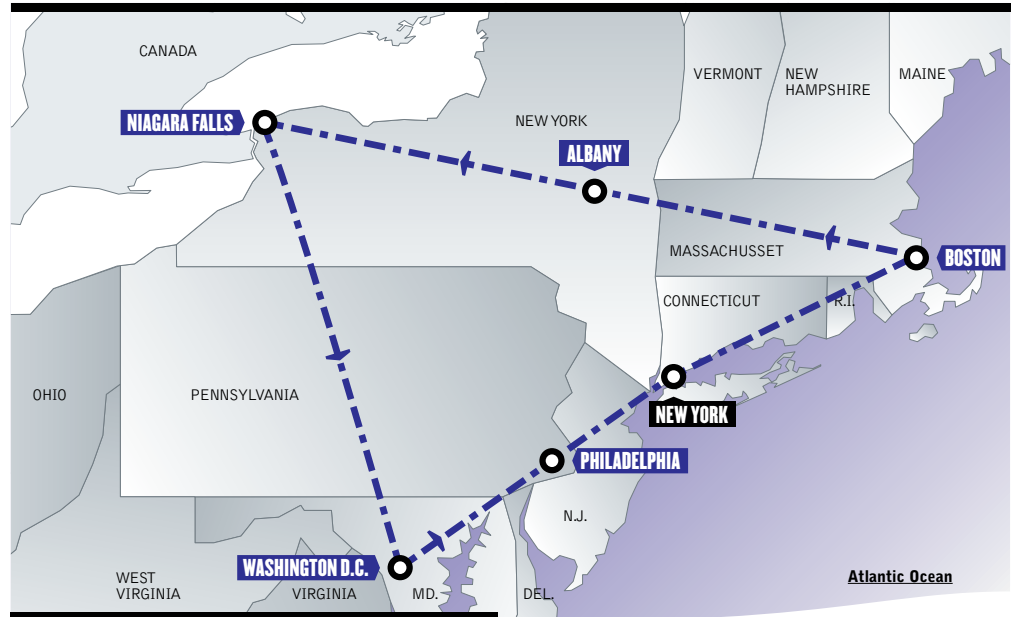 CANADA
VERMONT
NEW
HAMPSHIRE
MAINE
NIAGARA FALLS
NEW YORK
ALBANY
MASSACHUSSET
BOSTON
CONNECTICUT
R.I.
OHIO
PENNSYLVANIA
NEW YORK
PHILADELPHIA
N.J.
WASHINGTON D.C.
WEST
VIRGINIA
VIRGINIA
MD.
DEL.
Atlantic Ocean